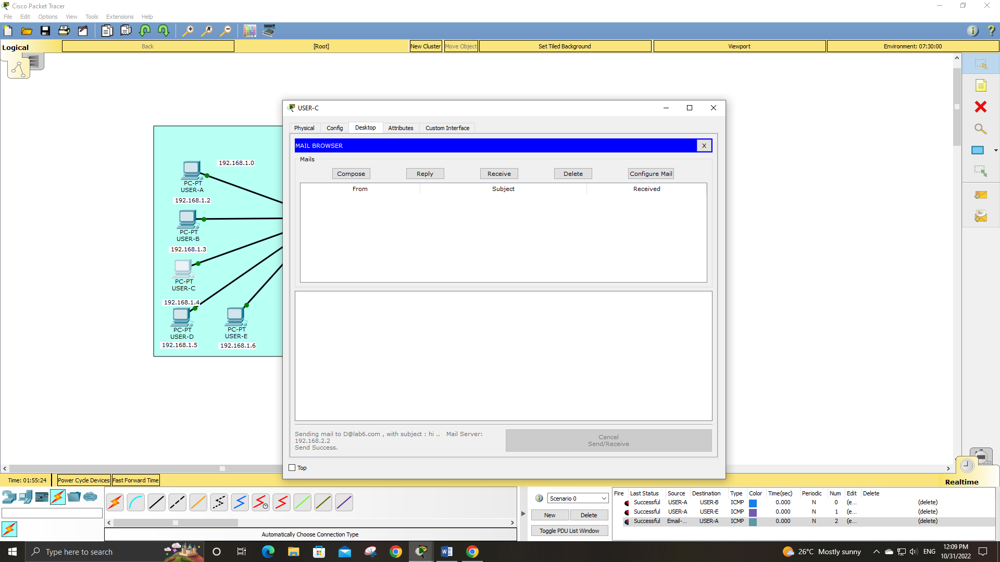 Cisco Packet Tracer
File Edit Options View Tools Extensions Help
Logical
Back
[Root]
New Cluster
Move Object
Set Tiled Background
Viewport
Environment: 07:30:00
192.168.1.0
PC-PT
USER-A
192.168.1.2
PC-PT
USER-B
192.168.1.3
PC-PT
USER-C
192.168.1.4
PC-PT
USER-D
192.168.1.5
PC-PT
USER-E
192.168.1.6
USER-C
Physical Config Desktop Attributes Custom Interface
MAIL BROWSER X
Mails
Compose Reply Receive Delete Configure Mail
From Subject Received
Sending mail to D@lab6.com , with subject : hi .. Mail Server:
192.168.2.2
Send Success.
Cancel
Send/Receive
Top
Time: 01:55:24 Power Cycle Devices Fast Forward Time
Realtime
Automatically Choose Connection Type
Scenario 0
New Delete
Toggle PDU List Window
Fire Last Status Source Destination Type Color Time(sec) Periodic Num Edit Delete
Successful USER-A USER-B ICMP 0.000 N 0 (e... (delete)
Successful USER-A USER-E ICMP 0.000 N 1 (e... (delete)
Successful Email-... USER-A ICMP 0.000 N 2 (e... (delete)
Type here to search
26°C Mostly sunny
ENG
12:09 PM
10/31/2022